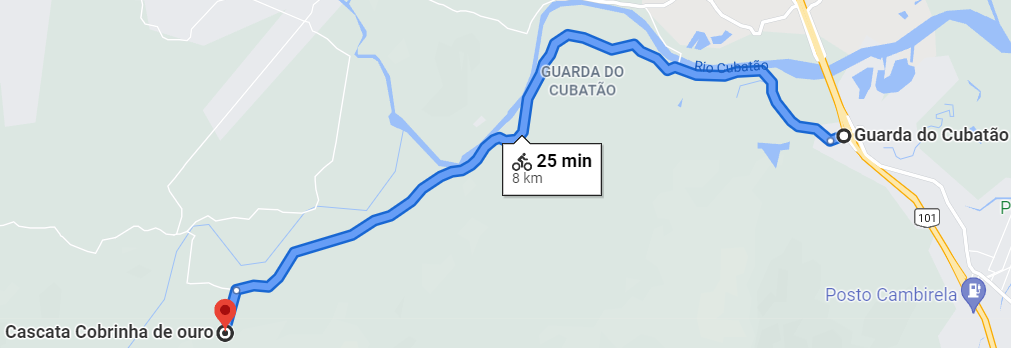 Rio Cubatão
GUARDA DO
CUBATÃO
Guarda do Cubatão
25 min
8 km
P
101
Posto Cambirela
Cascata Cobrinha de ouro